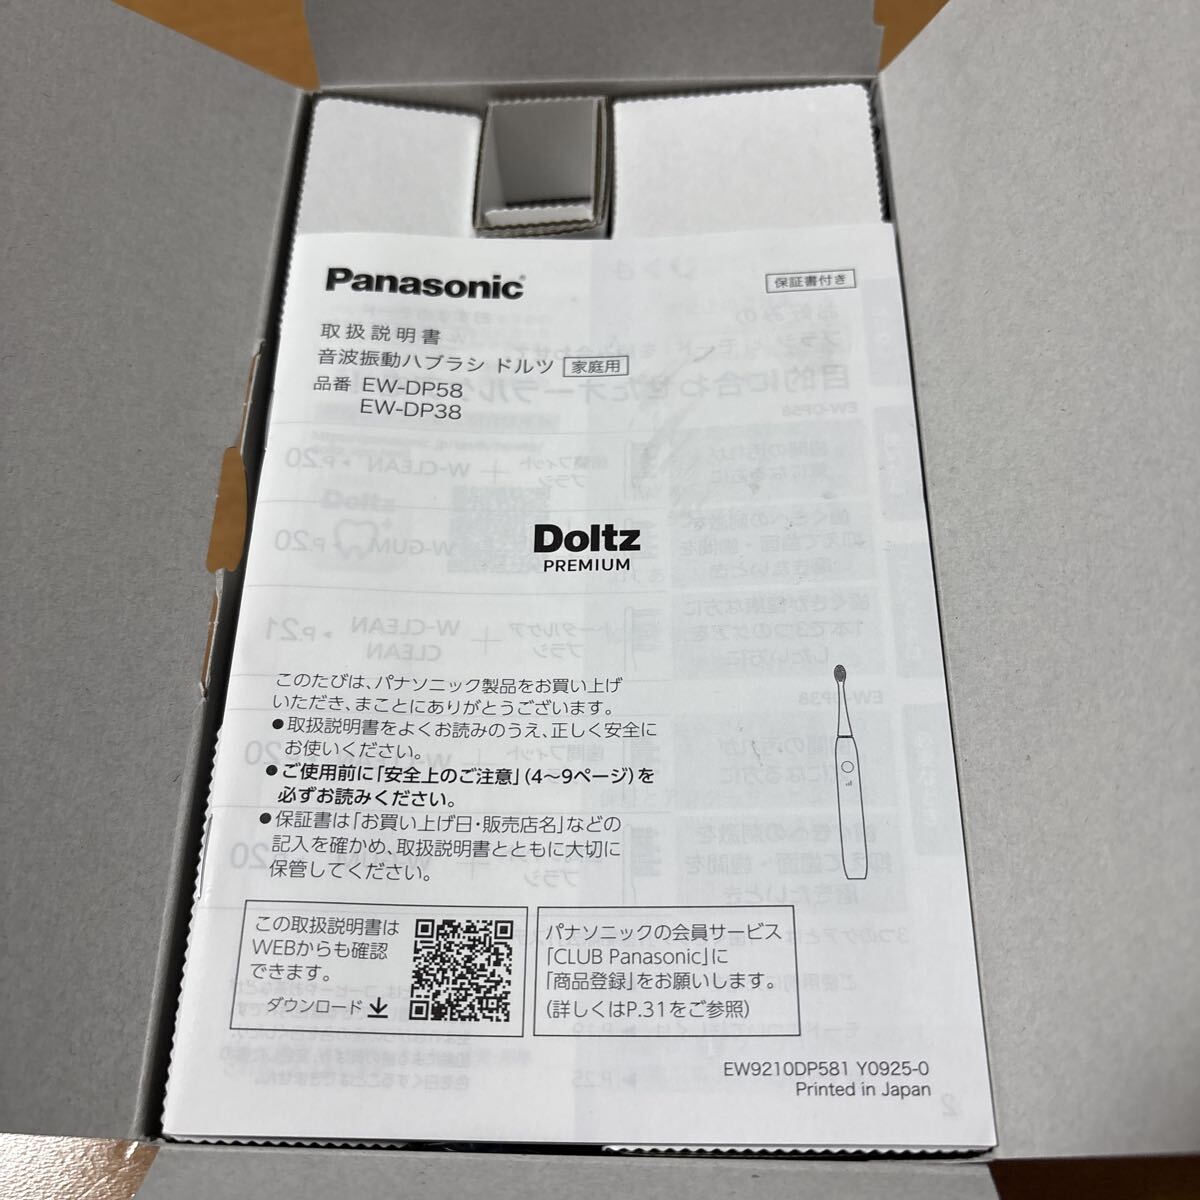 Panasonic
保証書付き
取扱説明書
音波振動ハブラシ ドルツ 家庭用
品番 EW-DP58
EW-DP38
Doltz
PREMIUM
このたびは、パナソニック製品をお買い上げ
いただき、まことにありがとうございます。
●取扱説明書をよくお読みのうえ、正しく安全に
お使いください。
●ご使用前に「安全上のご注意」(4〜9ページ)を
必ずお読みください。
●保証書は「お買い上げ日・販売店名」などの
記入を確かめ、取扱説明書とともに大切に
保管してください。
この取扱説明書は
WEBからも確認
できます。
ダウンロード
パナソニックの会員サービス
「CLUB Panasonic」に
「商品登録」をお願いします。
(詳しくはP.31をご参照)
EW9210DP581 Y0925-0
Printed in Japan